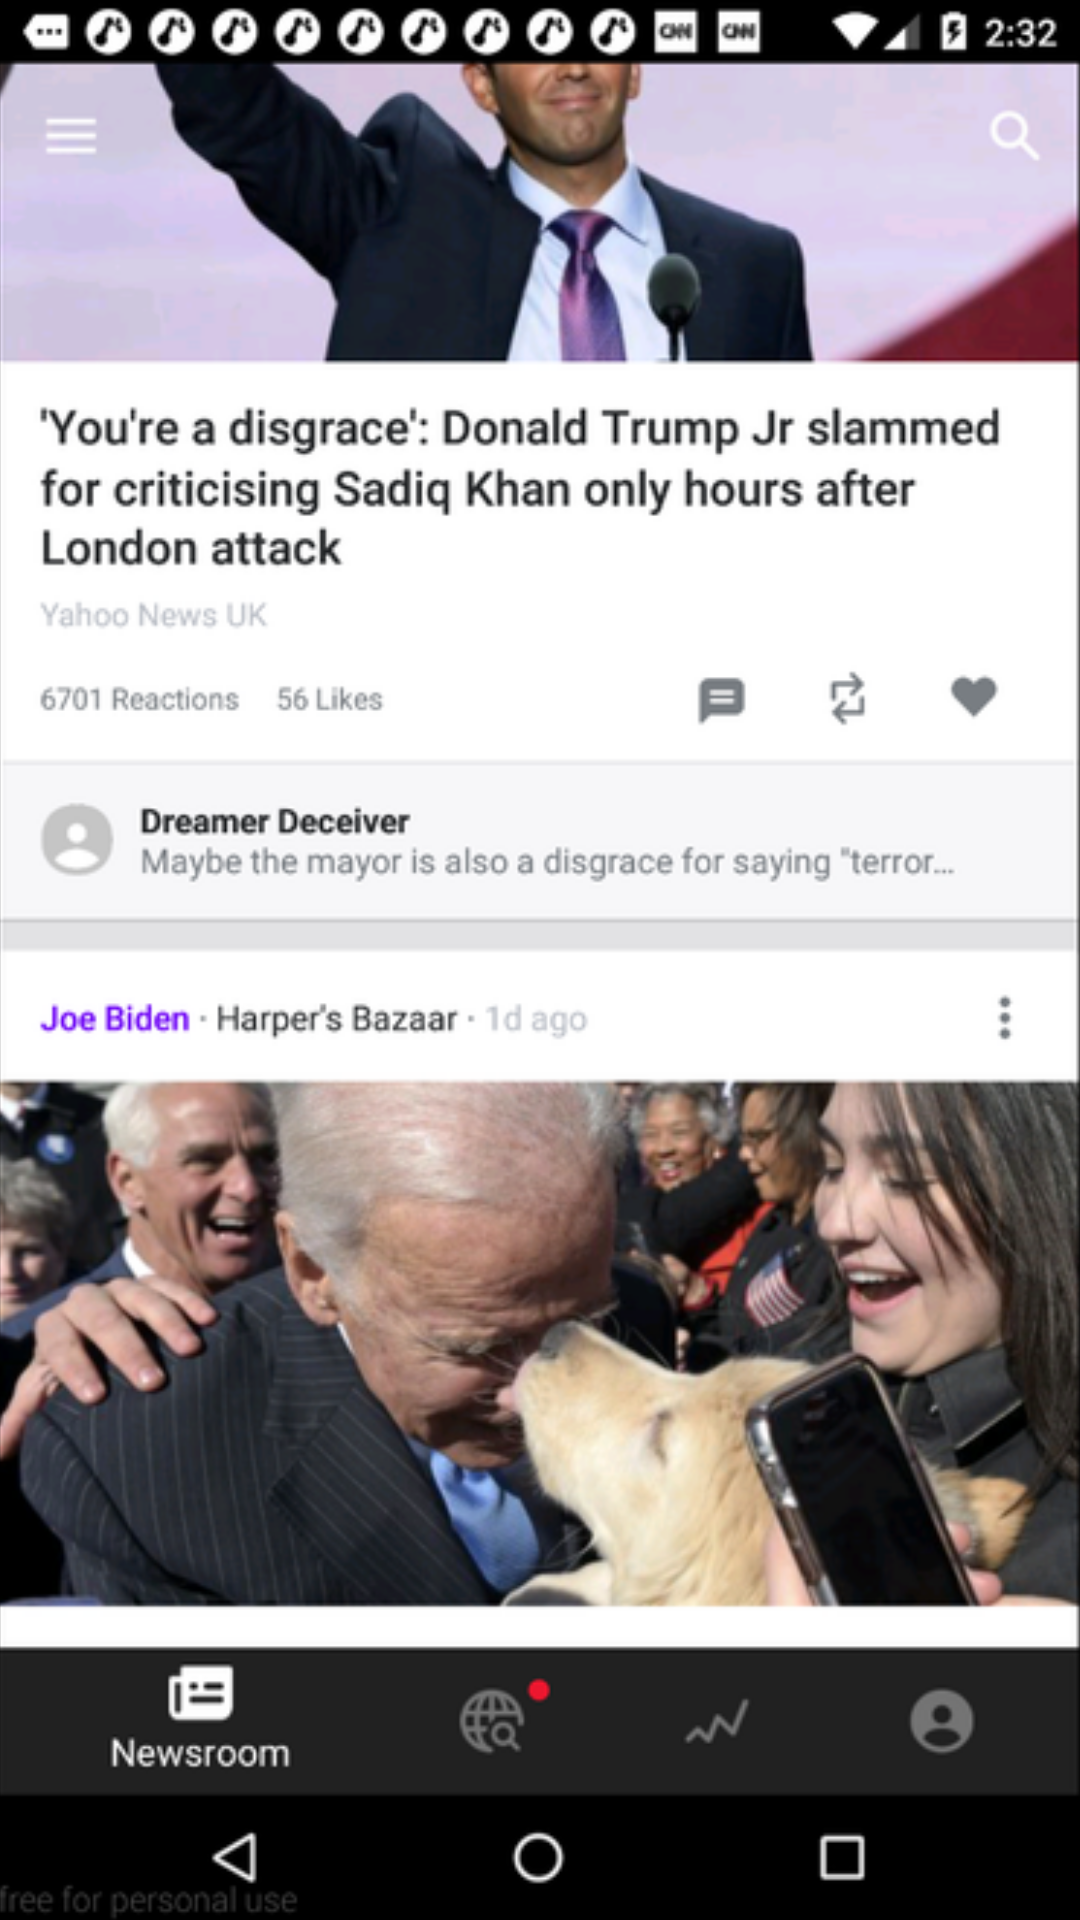 CNN CNN 2:32
'You're a disgrace': Donald Trump Jr slammed
for criticising Sadiq Khan only hours after
London attack
Yahoo News UK
6701 Reactions 56 Likes
Dreamer Deceiver
Maybe the mayor is also a disgrace for saying "terror...
Joe Biden · Harper's Bazaar · 1d ago
Newsroom
free for personal use